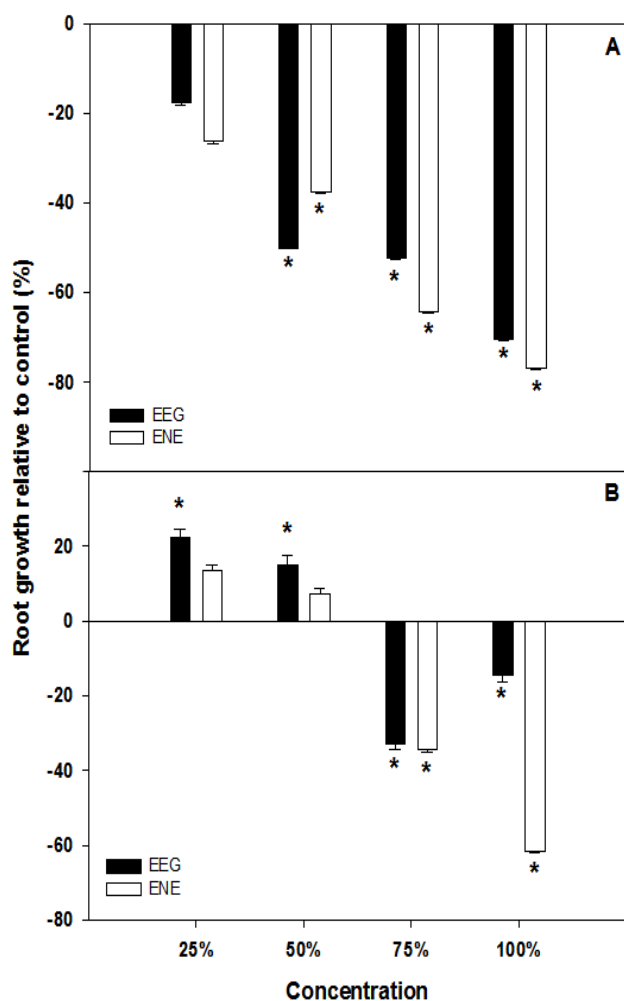 Root growth relative to control (%)
0
-20
-40
-60
-80
A
*
*
*
*
*
*
EEG
ENE
B
20
0
-20
-40
-60
-80
*
*
*
*
*
*
EEG
ENE
25% 50% 75% 100%
Concentration